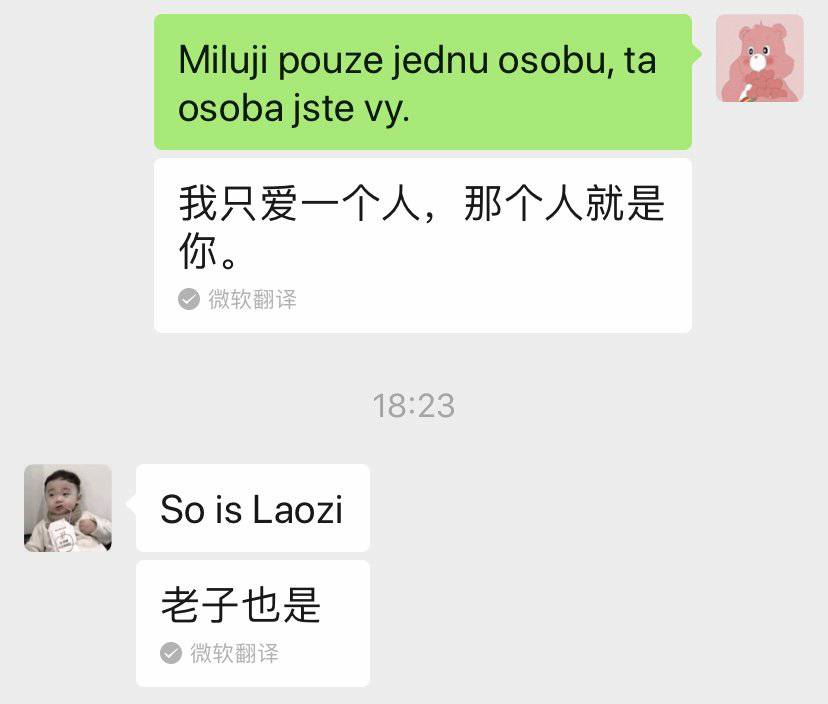 Miluji pouze jednu osobu, ta
osoba jste vy.
我只爱一个人，那个人就是
你。
微软翻译
18:23
So is Laozi
老子也是
微软翻译